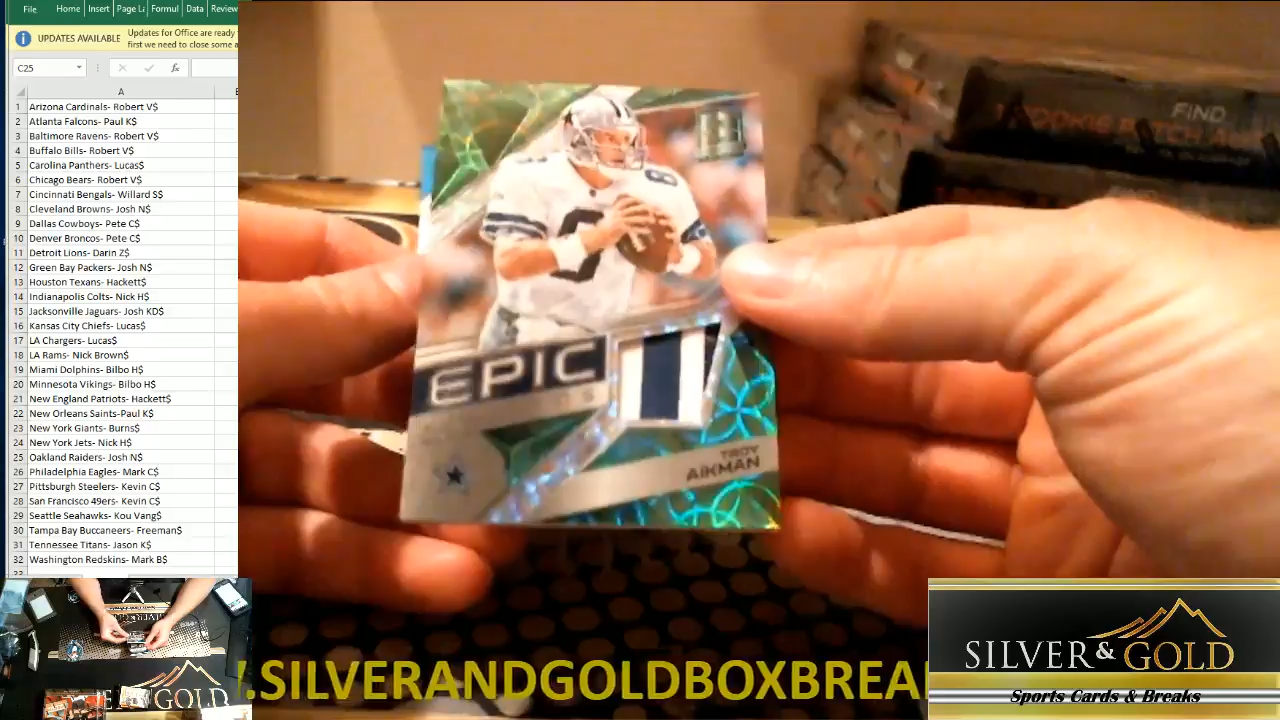 File Home Insert Page La Formul Data Review
UPDATES AVAILABLE Updates for Office are ready
first we need to close some a
C25
fx
A
1 Arizona Cardinals- Robert V$
2 Atlanta Falcons- Paul K$
3 Baltimore Ravens- Robert V$
4 Buffalo Bills- Robert V$
5 Carolina Panthers- Lucas$
6 Chicago Bears- Robert V$
7 Cincinnati Bengals- Willard S$
8 Cleveland Browns- Josh N$
9 Dallas Cowboys- Pete C$
10 Denver Broncos- Pete C$
11 Detroit Lions- Darin Z$
12 Green Bay Packers- Josh N$
13 Houston Texans- Hackett$
14 Indianapolis Colts- Nick H$
15 Jacksonville Jaguars- Josh KD$
16 Kansas City Chiefs- Lucas$
17 LA Chargers- Lucas$
18 LA Rams- Nick Brown$
19 Miami Dolphins- Bilbo H$
20 Minnesota Vikings- Bilbo H$
21 New England Patriots- Hackett$
22 New Orleans Saints-Paul K$
23 New York Giants- Burns$
24 New York Jets- Nick H$
25 Oakland Raiders- Josh N$
26 Philadelphia Eagles- Mark C$
27 Pittsburgh Steelers- Kevin C$
28 San Francisco 49ers- Kevin C$
29 Seattle Seahawks- Kou Vang$
30 Tampa Bay Buccaneers- Freeman$
31 Tennessee Titans- Jason K$
32 Washington Redskins- Mark B$
FIND
1 ROOKIE PATCH AU
FIND
8
EPIC
TROY
AIKMAN
SILVER & GOLD
Sports Cards & Breaks
.SILVERANDGOLDBOXBREA